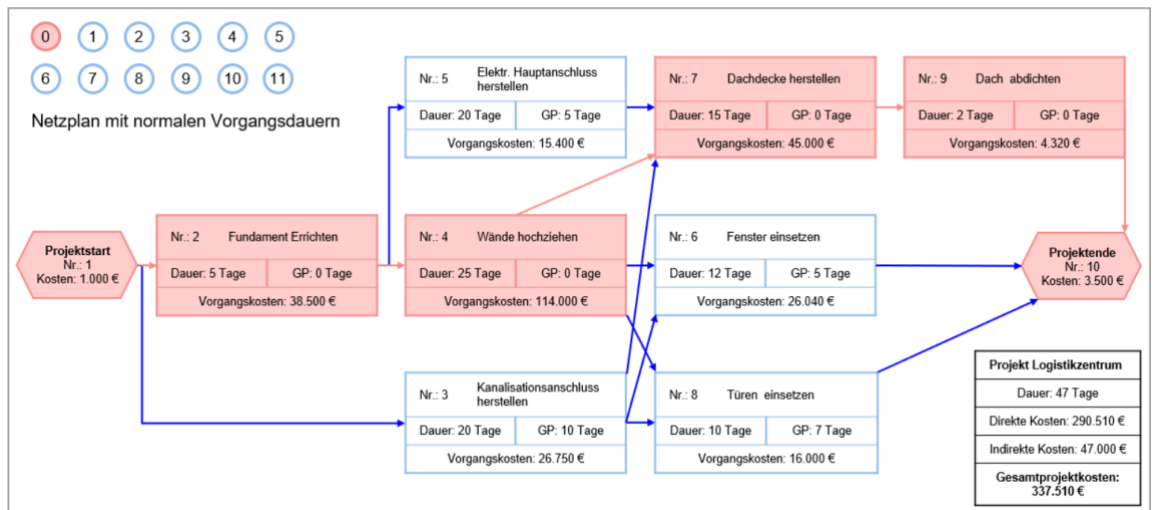 0 1 2 3 4 5
6 7 8 9 10 11
Netzplan mit normalen Vorgangsdauern
Nr.: 5 Elektr. Hauptanschluss
herstellen
Dauer: 20 Tage GP: 5 Tage
Vorgangskosten: 15.400 €
Nr.: 7 Dachdecke herstellen
Dauer: 15 Tage GP: 0 Tage
Vorgangskosten: 45.000 €
Nr.: 9 Dach abdichten
Dauer: 2 Tage GP: 0 Tage
Vorgangskosten: 4.320 €
Projektstart
Nr.: 1
Kosten: 1.000 €
Nr.: 2 Fundament Errichten
Dauer: 5 Tage GP: 0 Tage
Vorgangskosten: 38.500 €
Nr.: 4 Wände hochziehen
Dauer: 25 Tage GP: 0 Tage
Vorgangskosten: 114.000 €
Nr.: 6 Fenster einsetzen
Dauer: 12 Tage GP: 5 Tage
Vorgangskosten: 26.040 €
Projektende
Nr.: 10
Kosten: 3.500 €
Nr.: 3 Kanalisationsanschluss
herstellen
Dauer: 20 Tage GP: 10 Tage
Vorgangskosten: 26.750 €
Nr.: 8 Türen einsetzen
Dauer: 10 Tage GP: 7 Tage
Vorgangskosten: 16.000 €
Projekt Logistikzentrum
Dauer: 47 Tage
Direkte Kosten: 290.510 €
Indirekte Kosten: 47.000 €
Gesamtprojektkosten:
337.510 €